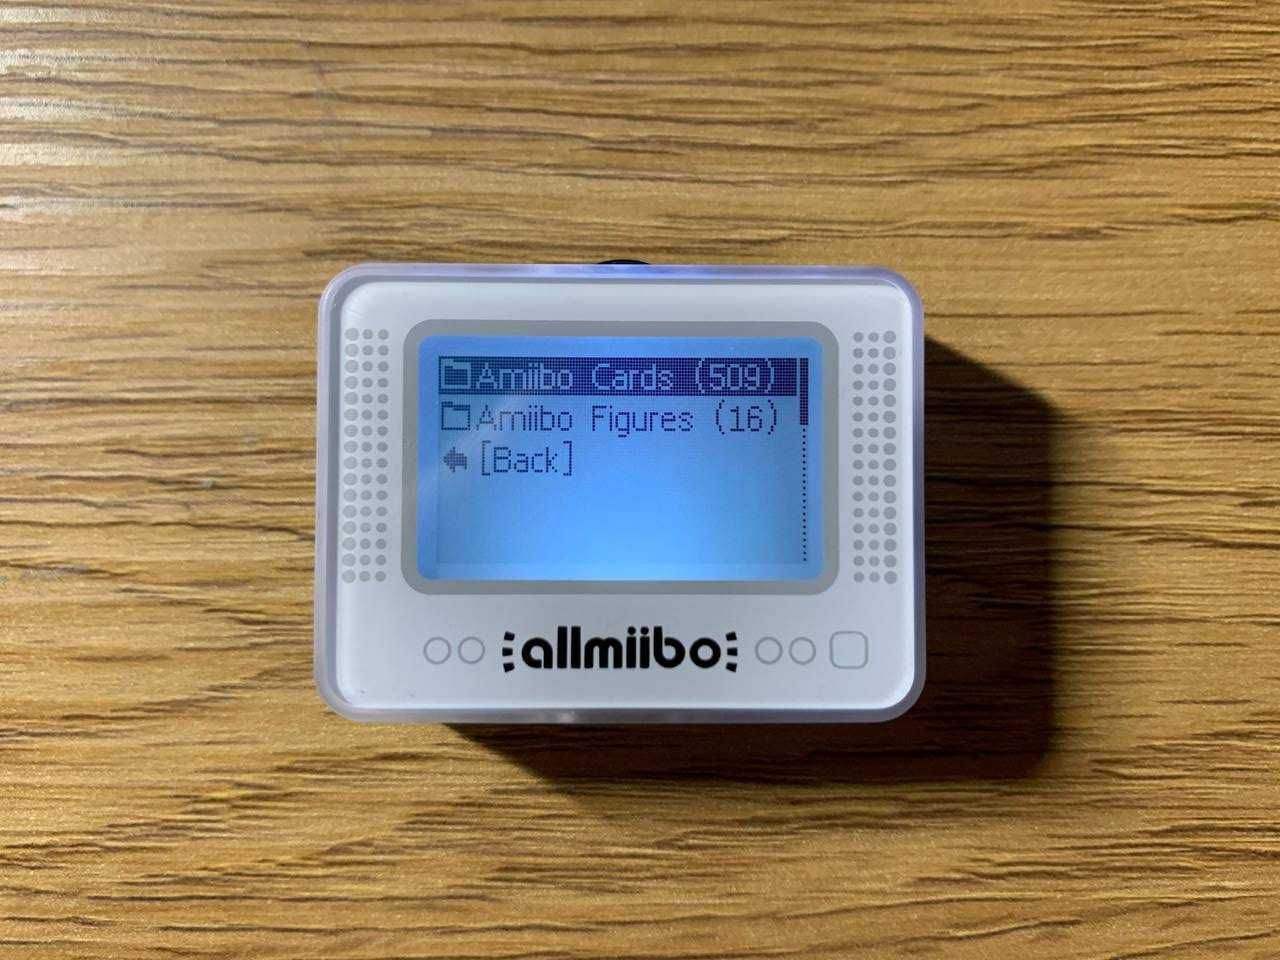 Amiibo Cards (509)
Amiibo Figures (16)
[Back]
allmiibo